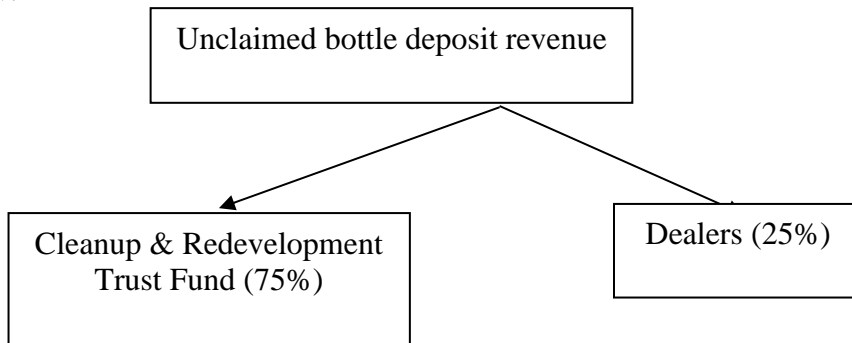 Unclaimed bottle deposit revenue
Cleanup & Redevelopment
Trust Fund (75%)
Dealers (25%)